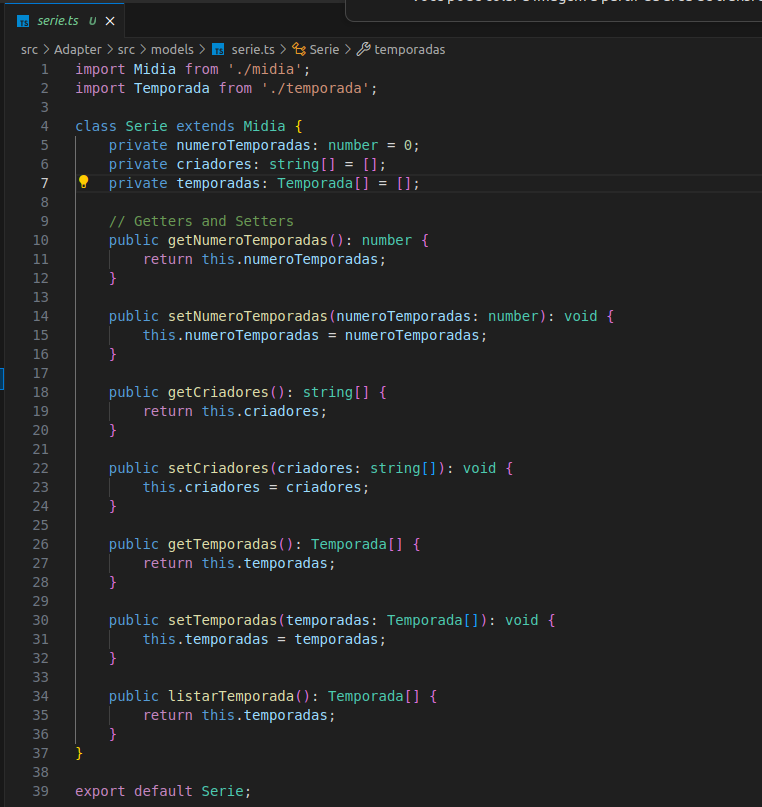 serie.ts U ×
src > Adapter > src > models > TS serie.ts > Serie > temporadas
1 import Midia from './midia';
2 import Temporada from './temporada';
3
4 class Serie extends Midia {
5 private numeroTemporadas: number = 0;
6 private criadores: string[] = [];
7 private temporadas: Temporada[] = [];
8
9 // Getters and Setters
10 public getNumeroTemporadas(): number {
11 return this.numeroTemporadas;
12 }
13
14 public setNumeroTemporadas(numeroTemporadas: number): void {
15 this.numeroTemporadas = numeroTemporadas;
16 }
17
18 public getCriadores(): string[] {
19 return this.criadores;
20 }
21
22 public setCriadores(criadores: string[]): void {
23 this.criadores = criadores;
24 }
25
26 public getTemporadas(): Temporada[] {
27 return this.temporadas;
28 }
29
30 public setTemporadas(temporadas: Temporada[]): void {
31 this.temporadas = temporadas;
32 }
33
34 public listarTemporada(): Temporada[] {
35 return this.temporadas;
36 }
37 }
38
39 export default Serie;